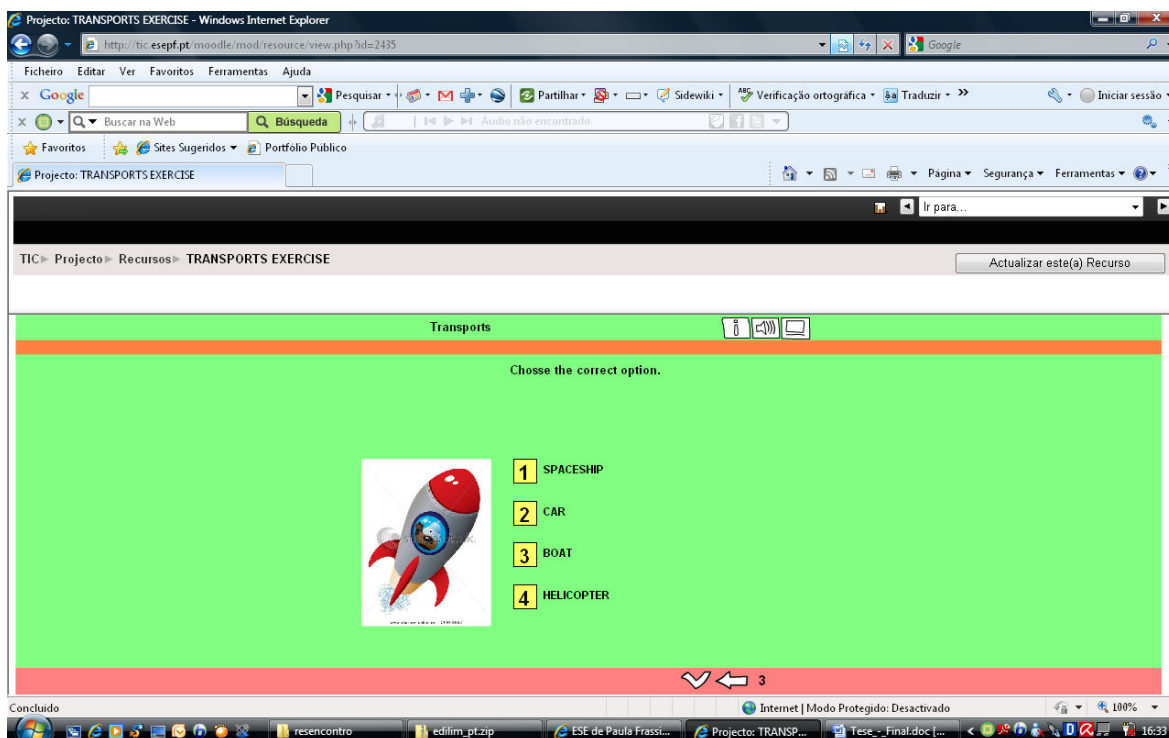 Projecto: TRANSPORTS EXERCISE - Windows Internet Explorer
http://tic.esepf.pt/moodle/mod/resource/view.php?id=2435
Google
Ficheiro Editar Ver Favoritos Ferramentas Ajuda
x Google Pesquisar Partilhar Sidewiki ABC Verificação ortográfica Traduzir >> Iniciar sessão
x Buscar na Web Búsqueda Audio não encontrado.
Favoritos Sites Sugeridos Portfólio Público
Projecto: TRANSPORTS EXERCISE Página Segurança Ferramentas
Ir para...
TIC Projecto Recursos TRANSPORTS EXERCISE Actualizar este(a) Recurso
Transports
Chosse the correct option.
1 SPACESHIP
2 CAR
3 BOAT
4 HELICOPTER
3
Concluído Internet | Modo Protegido: Desactivado 100%
resencontro edilim_pt.zip ESE de Paula Frassi... Projecto: TRANSP... Tese_-_Final.doc [... 16:33